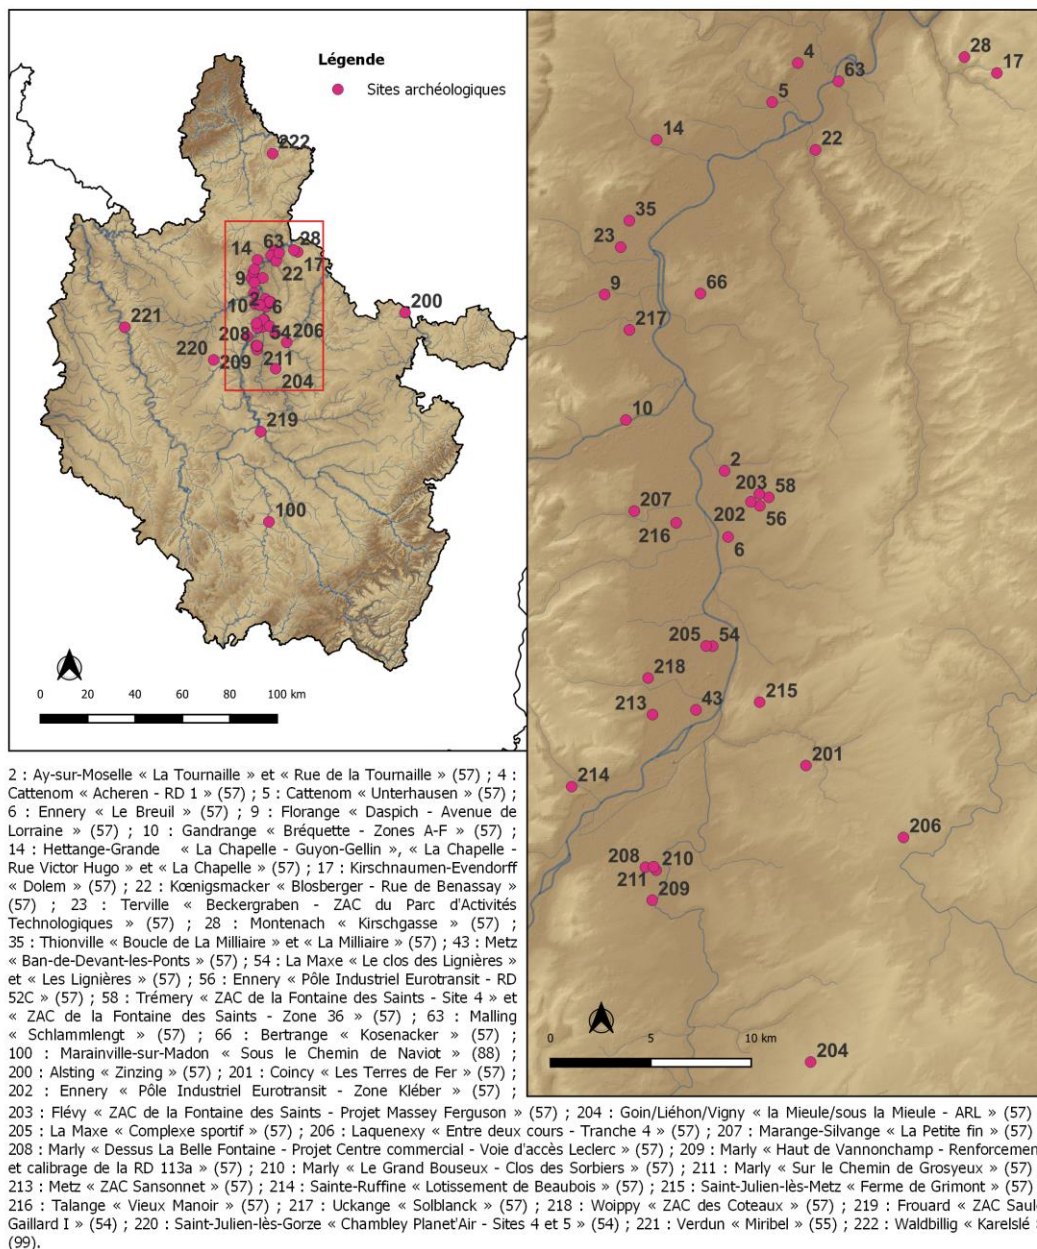 Légende
Sites archéologiques
222
14
63
28
17
22
9
10
2
6
200
221
208
54
206
220
209
211
204
219
100
0 20 40 60 80 100 km
4
28
17
63
5
14
22
35
23
9
66
217
10
2
203
58
202
56
207
216
6
205
54
218
213
43
215
201
214
206
208
210
211
209
204
0 5 10 km
2 : Ay-sur-Moselle « La Tournaille » et « Rue de la Tournaille » (57) ; 4 :
Cattenom « Acheren - RD 1 » (57) ; 5 : Cattenom « Unterhausen » (57) ;
6 : Ennery « Le Breuil » (57) ; 9 : Florange « Daspich - Avenue de
Lorraine » (57) ; 10 : Gandrange « Bréquette - Zones A-F » (57) ;
14 : Hettange-Grande « La Chapelle - Guyon-Gellin », « La Chapelle -
Rue Victor Hugo » et « La Chapelle » (57) ; 17 : Kirschnaumen-Evendorff
« Dolem » (57) ; 22 : Kœnigsmacker « Blosberger - Rue de Benassay »
(57) ; 23 : Terville « Beckergraben - ZAC du Parc d'Activités
Technologiques » (57) ; 28 : Montenach « Kirschgasse » (57) ;
35 : Thionville « Boucle de La Milliaire » et « La Milliaire » (57) ; 43 : Metz
« Ban-de-Devant-les-Ponts » (57) ; 54 : La Maxe « Le clos des Lignières »
et « Les Lignières » (57) ; 56 : Ennery « Pôle Industriel Eurotransit - RD
52C » (57) ; 58 : Trémery « ZAC de la Fontaine des Saints - Site 4 » et
« ZAC de la Fontaine des Saints - Zone 36 » (57) ; 63 : Malling
« Schlammlengt » (57) ; 66 : Bertrange « Kosenacker » (57) ;
100 : Marainville-sur-Madon « Sous le Chemin de Naviot » (88) ;
200 : Alsting « Zinzing » (57) ; 201 : Coincy « Les Terres de Fer » (57) ;
202 : Ennery « Pôle Industriel Eurotransit - Zone Kléber » (57) ;
203 : Flévy « ZAC de la Fontaine des Saints - Projet Massey Ferguson » (57) ; 204 : Goin/Liéhon/Vigny « la Mieule/sous la Mieule - ARL » (57)
205 : La Maxe « Complexe sportif » (57) ; 206 : Laquenexy « Entre deux cours - Tranche 4 » (57) ; 207 : Marange-Silvange « La Petite fin » (57)
208 : Marly « Dessus La Belle Fontaine - Projet Centre commercial - Voie d'accès Leclerc » (57) ; 209 : Marly « Haut de Vannonchamp - Renforcement
et calibrage de la RD 113a » (57) ; 210 : Marly « Le Grand Bouseux - Clos des Sorbiers » (57) ; 211 : Marly « Sur le Chemin de Grosyeux » (57)
213 : Metz « ZAC Sansonnet » (57) ; 214 : Sainte-Ruffine « Lotissement de Beaubois » (57) ; 215 : Saint-Julien-lès-Metz « Ferme de Grimont » (57)
216 : Talange « Vieux Manoir » (57) ; 217 : Uckange « Solblanck » (57) ; 218 : Woippy « ZAC des Coteaux » (57) ; 219 : Frouard « ZAC Saule
Gaillard I » (54) ; 220 : Saint-Julien-lès-Gorze « Chambley Planet'Air - Sites 4 et 5 » (54) ; 221 : Verdun « Miribel » (55) ; 222 : Waldbillig « Karelslé »
(99).